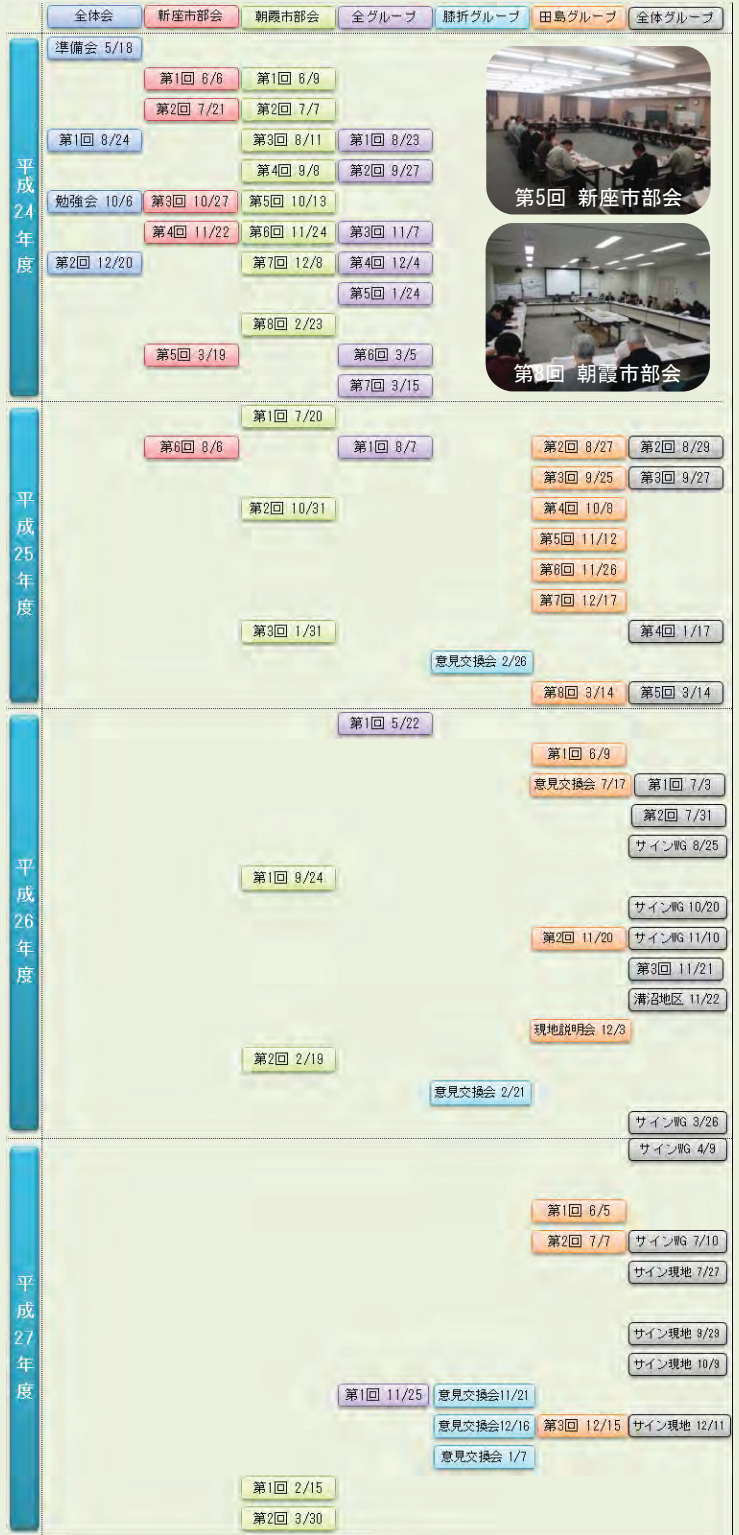 全体会 新座市部会 朝霞市部会 全グループ 膝折グループ 田島グループ 全体グループ
平成24年度
準備会 5/18
第1回 6/6 第1回 6/9
第2回 7/21 第2回 7/7
第1回 8/24 第3回 8/11 第1回 8/23
第4回 9/8 第2回 9/27
勉強会 10/6 第3回 10/27 第5回 10/13
第4回 11/22 第6回 11/24 第3回 11/7
第2回 12/20 第7回 12/8 第4回 12/4
第5回 1/24
第8回 2/23
第5回 3/19 第6回 3/5
第7回 3/15
第5回 新座市部会
第8回 朝霞市部会
平成25年度
第1回 7/20
第6回 8/6 第1回 8/7 第2回 8/27 第2回 8/29
第3回 9/25 第3回 9/27
第2回 10/31 第4回 10/8
第5回 11/12
第6回 11/26
第7回 12/17
第3回 1/31 第4回 1/17
意見交換会 2/26
第8回 3/14 第5回 3/14
平成26年度
第1回 5/22
第1回 6/9
意見交換会 7/17 第1回 7/3
第2回 7/31
サインWG 8/25
第1回 9/24
サインWG 10/20
第2回 11/20 サインWG 11/10
第3回 11/21
溝沼地区 11/22
現地説明会 12/3
第2回 2/19
意見交換会 2/21
サインWG 3/26
平成27年度
サインWG 4/9
第1回 6/5
第2回 7/7 サインWG 7/10
サイン現地 7/27
サイン現地 9/29
サイン現地 10/9
第1回 11/25 意見交換会11/21
意見交換会12/16 第3回 12/15 サイン現地 12/11
意見交換会 1/7
第1回 2/15
第2回 3/30